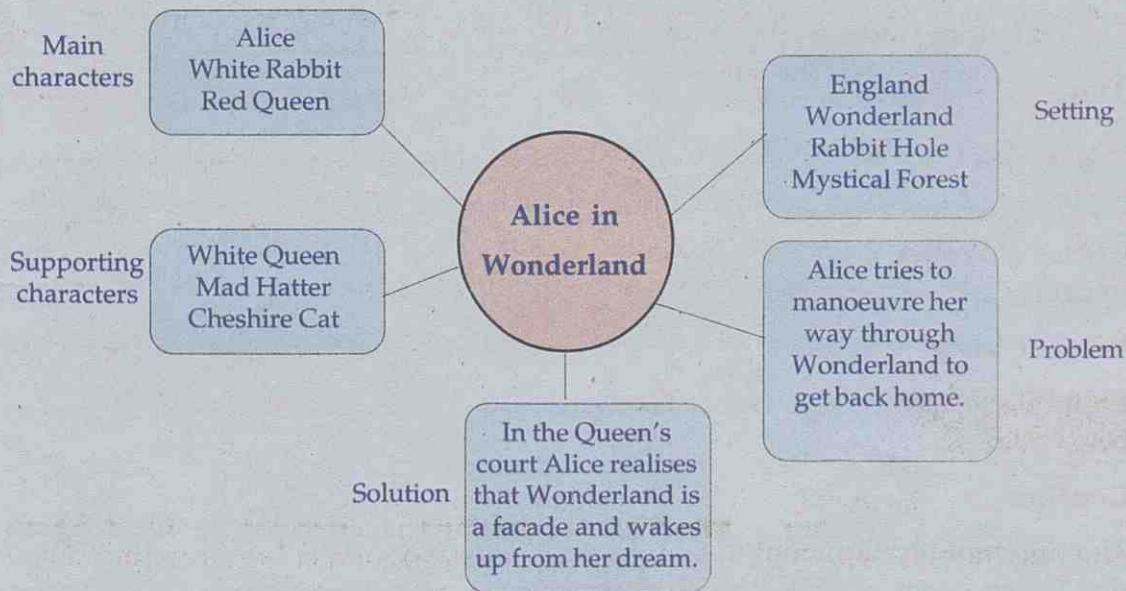 Main
characters
Alice
White Rabbit
Red Queen
Supporting
characters
White Queen
Mad Hatter
Cheshire Cat
Alice in
Wonderland
England
Wonderland
Rabbit Hole
Mystical Forest
Setting
Alice tries to
manoeuvre her
way through
Wonderland to
get back home.
Problem
Solution
In the Queen's
court Alice realises
that Wonderland is
a facade and wakes
up from her dream.